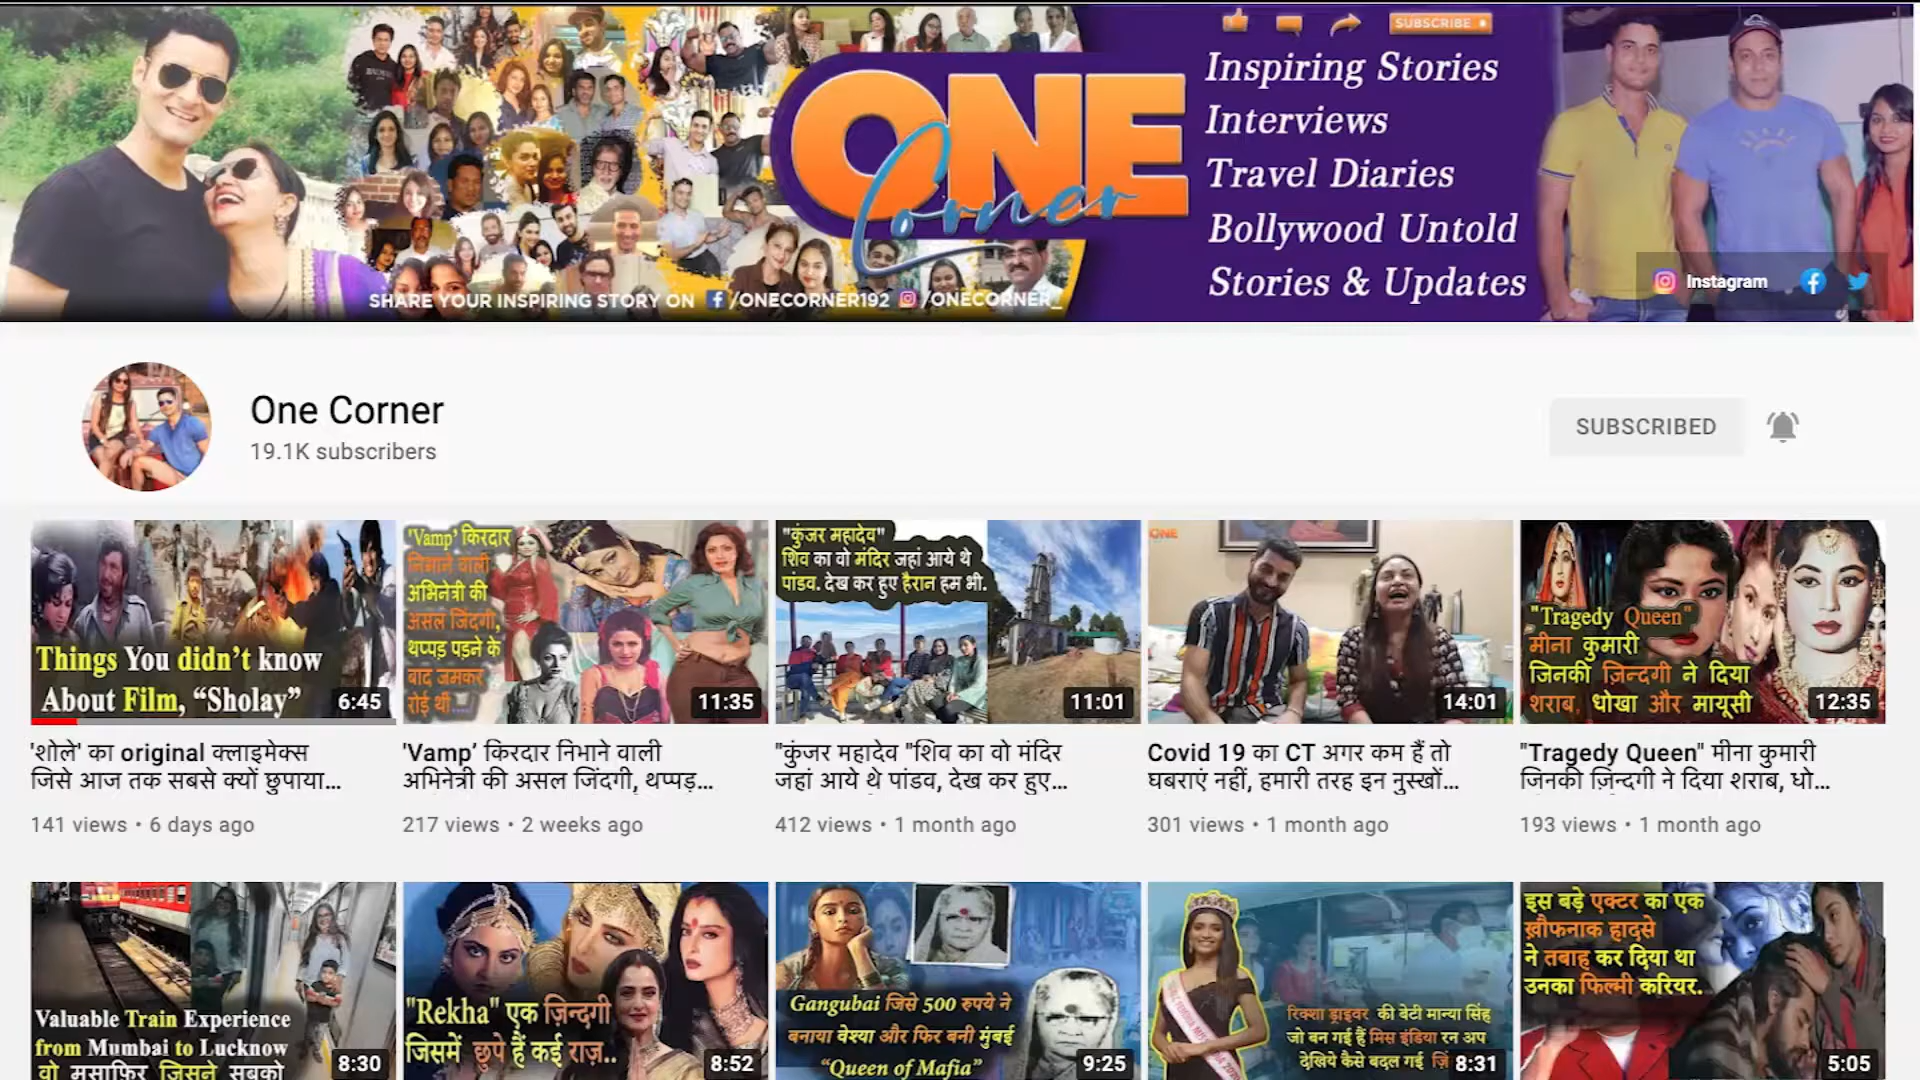 SUBSCRIBE
ONE
Corner
Inspiring Stories
Interviews
Travel Diaries
Bollywood Untold
Stories & Updates
SHARE YOUR INSPIRING STORY ON /ONECORNER192 /ONECORNER_
Instagram
One Corner
19.1K subscribers
SUBSCRIBED
Things You didn't know
About Film, "Sholay"
6:45
'Vamp' किरदार
निभाने वाली
अभिनेत्री की
असल जिंदगी,
थप्पड़ पड़ने के
बाद जमकर
रोई थी
11:35
"कुंजर महादेव"
शिव का वो मंदिर जहां आये थे
पांडव. देख कर हुए हैरान हम भी.
11:01
ONE
14:01
"Tragedy Queen"
मीना कुमारी
जिनकी ज़िन्दगी ने दिया
शराब, धोखा और मायूसी
12:35
'शोले' का original क्लाइमेक्स
जिसे आज तक सबसे क्यों छुपाया...
141 views • 6 days ago
'Vamp' किरदार निभाने वाली
अभिनेत्री की असल जिंदगी, थप्पड़...
217 views • 2 weeks ago
"कुंजर महादेव "शिव का वो मंदिर
जहां आये थे पांडव, देख कर हुए...
412 views • 1 month ago
Covid 19 का CT अगर कम हैं तो
घबराएं नहीं, हमारी तरह इन नुस्खों...
301 views • 1 month ago
"Tragedy Queen" मीना कुमारी
जिनकी ज़िन्दगी ने दिया शराब, धो...
193 views • 1 month ago
Valuable Train Experience
from Mumbai to Lucknow
वो मुसाफ़िर जिसने सबको
8:30
"Rekha" एक ज़िन्दगी
जिसमें छुपे हैं कई राज़..
8:52
Gangubai जिसे 500 रुपये ने
बनाया वेश्या और फिर बनी मुंबई
"Queen of Mafia"
9:25
रिक्शा ड्राइवर की बेटी मान्या सिंह
जो बन गई हैं मिस इंडिया रन अप
देखिये कैसे बदल गई
8:31
इस बड़े एक्टर का एक
ख़ौफनाक हादसे
ने तबाह कर दिया था
उनका फिल्मी करियर.
5:05